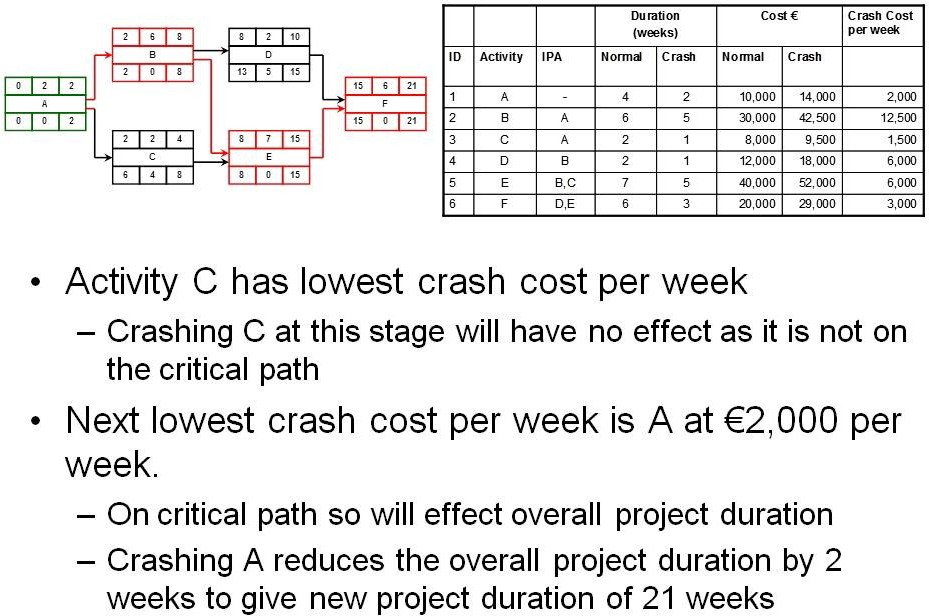 2 6 8
B
2 0 8
8 2 10
D
13 5 15
0 2 2
A
0 0 2
15 6 21
F
15 0 21
2 2 4
C
6 4 8
8 7 15
E
8 0 15
Duration (weeks) Cost € Crash Cost per week
ID Activity IPA Normal Crash Normal Crash
1 A - 4 2 10,000 14,000 2,000
2 B A 6 5 30,000 42,500 12,500
3 C A 2 1 8,000 9,500 1,500
4 D B 2 1 12,000 18,000 6,000
5 E B,C 7 5 40,000 52,000 6,000
6 F D,E 6 3 20,000 29,000 3,000
• Activity C has lowest crash cost per week
– Crashing C at this stage will have no effect as it is not on
the critical path
• Next lowest crash cost per week is A at €2,000 per
week.
– On critical path so will effect overall project duration
– Crashing A reduces the overall project duration by 2
weeks to give new project duration of 21 weeks